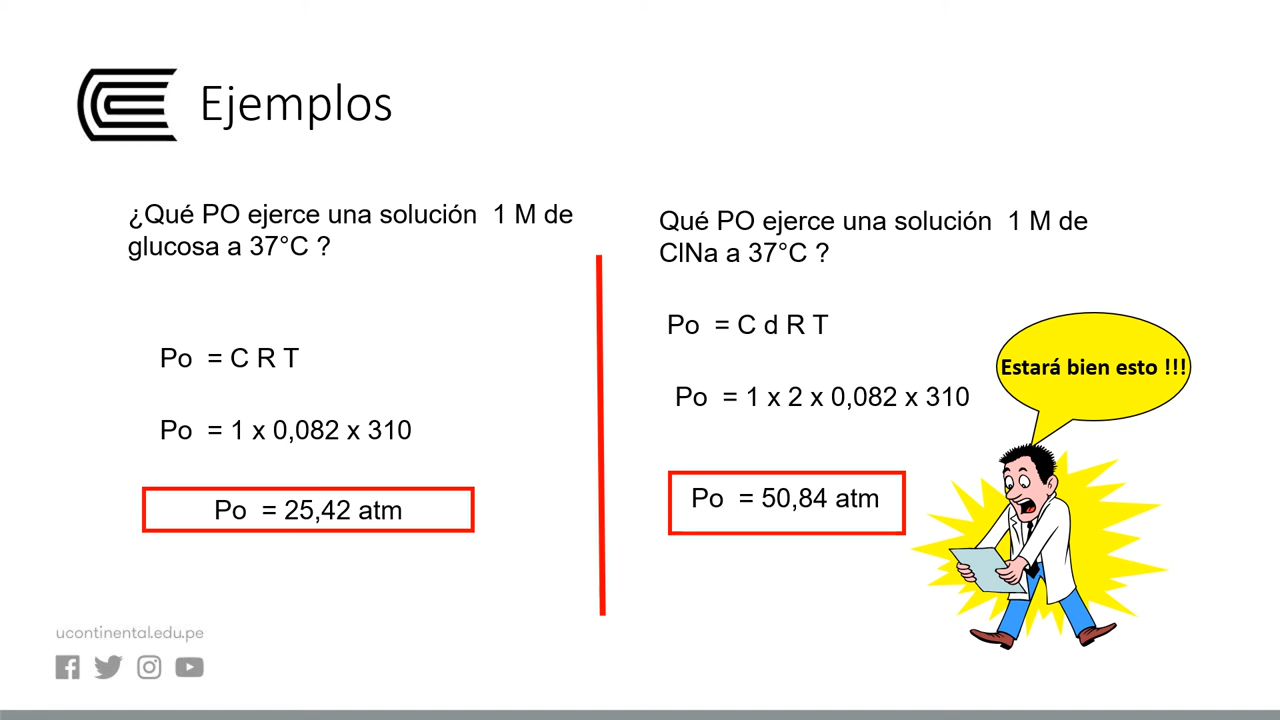 Ejemplos
¿Qué PO ejerce una solución 1 M de
glucosa a 37°C ?
Po = C R T
Po = 1 x 0,082 x 310
Po = 25,42 atm
Qué PO ejerce una solución 1 M de
ClNa a 37°C ?
Po = C d R T
Po = 1 x 2 x 0,082 x 310
Po = 50,84 atm
Estará bien esto !!!
ucontinental.edu.pe